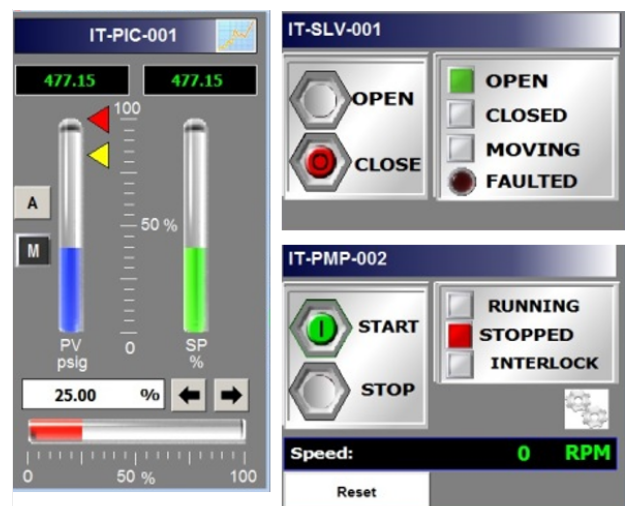 IT-PIC-001
477.15 477.15
100
A
50 %
M
PV
psig
0
SP
%
25.00 %
0 50 % 100
IT-SLV-001
OPEN
CLOSE
OPEN
CLOSED
MOVING
FAULTED
IT-PMP-002
START
STOP
RUNNING
STOPPED
INTERLOCK
Speed: 0 RPM
Reset